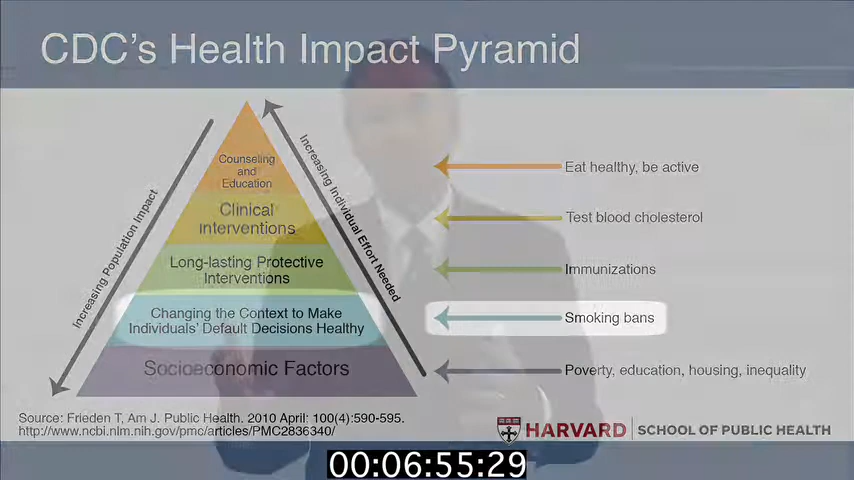 CDC's Health Impact Pyramid
Increasing Population Impact
Increasing Individual Effort Needed
Counseling
and
Education
Clinical
interventions
Long-lasting Protective
Interventions
Changing the Context to Make
Individuals' Default Decisions Healthy
Socioeconomic Factors
Eat healthy, be active
Test blood cholesterol
Immunizations
Smoking bans
Poverty, education, housing, inequality
Source: Frieden T, Am J. Public Health. 2010 April: 100(4):590-595.
http://www.ncbi.nlm.nih.gov/pmc/articles/PMC2836340/
HARVARD SCHOOL OF PUBLIC HEALTH
00:06:55:29